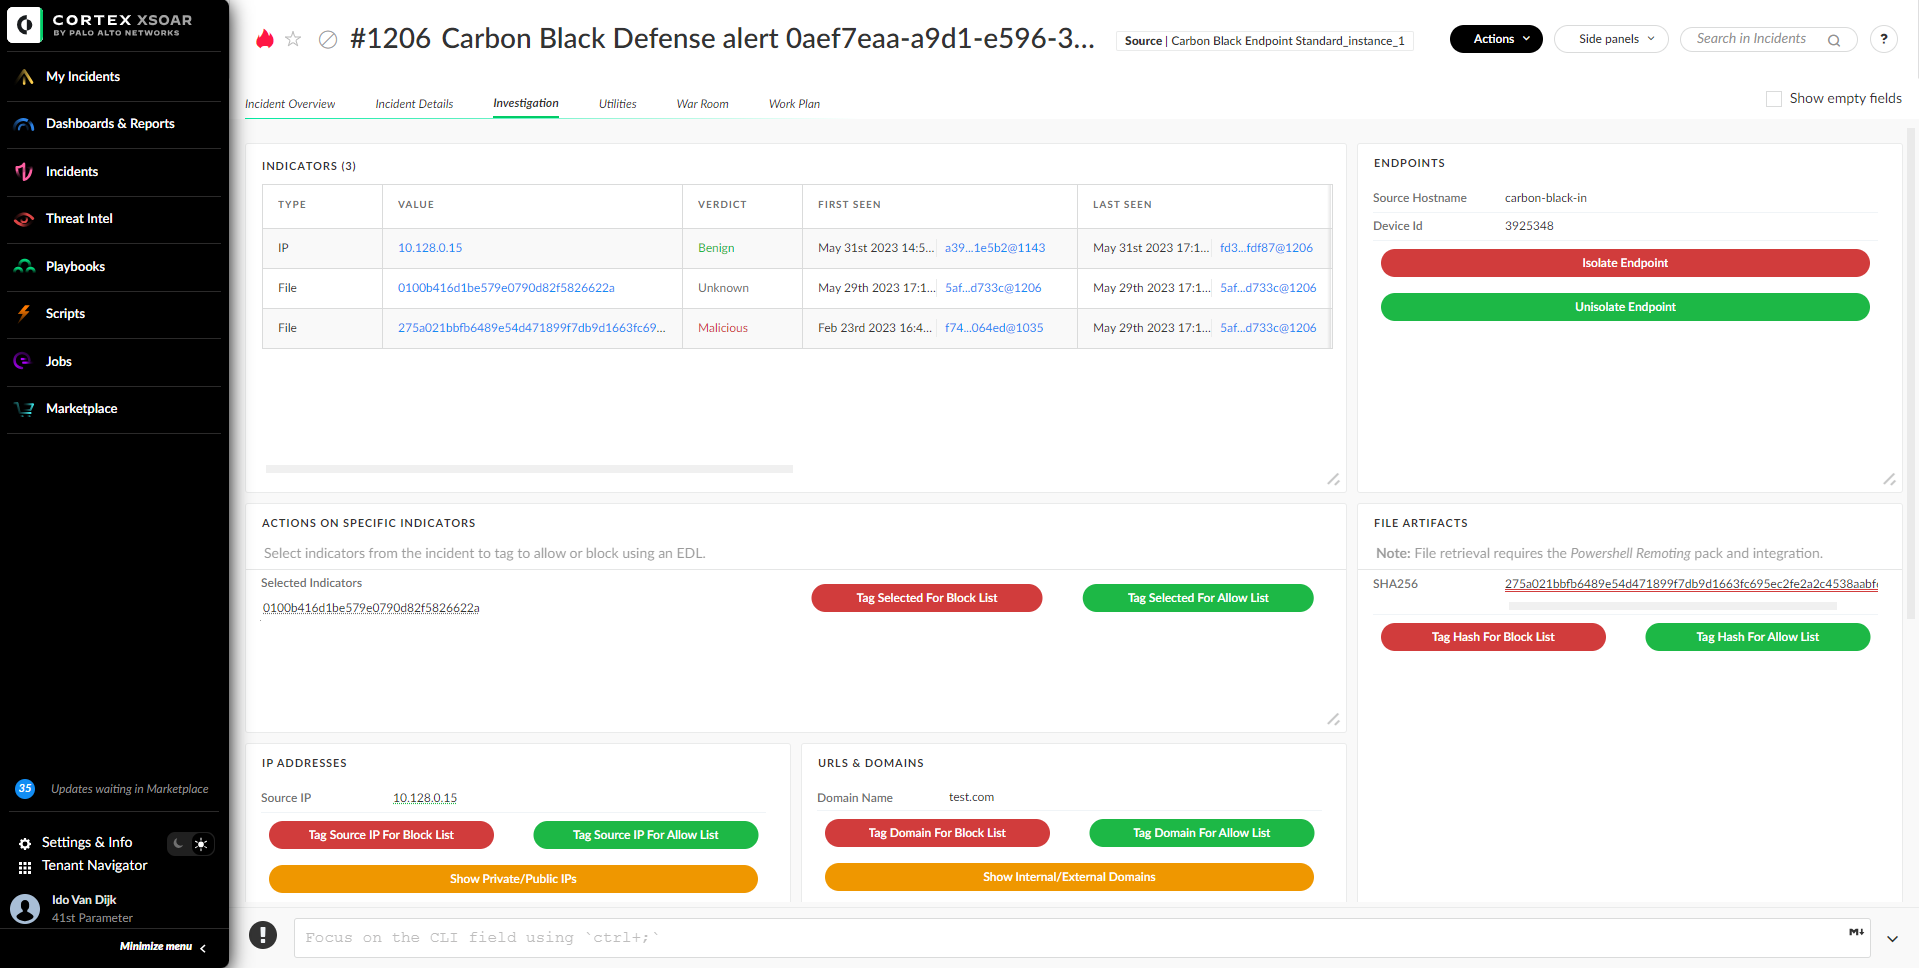 CORTEX XSOAR
BY PALO ALTO NETWORKS
My Incidents
Dashboards & Reports
Incidents
Threat Intel
Playbooks
Scripts
Jobs
Marketplace
35 Updates waiting in Marketplace
Settings & Info
Tenant Navigator
Ido Van Dijk
41st Parameter
Minimize menu
#1206 Carbon Black Defense alert 0aef7eaa-a9d1-e596-3...
Source | Carbon Black Endpoint Standard_instance_1
Actions
Side panels
Search in Incidents
?
Incident Overview Incident Details Investigation Utilities War Room Work Plan
Show empty fields
INDICATORS (3)
TYPE VALUE VERDICT FIRST SEEN LAST SEEN
IP 10.128.0.15 Benign May 31st 2023 14:5... a39...1e5b2@1143 May 31st 2023 17:1... fd3...fdf87@1206
File 0100b416d1be579e0790d82f5826622a Unknown May 29th 2023 17:1... 5af...d733c@1206 May 29th 2023 17:1... 5af...d733c@1206
File 275a021bbfb6489e54d471899f7db9d1663fc69... Malicious Feb 23rd 2023 16:4... f74...064ed@1035 May 29th 2023 17:1... 5af...d733c@1206
ENDPOINTS
Source Hostname carbon-black-in
Device Id 3925348
Isolate Endpoint
Unisolate Endpoint
ACTIONS ON SPECIFIC INDICATORS
Select indicators from the incident to tag to allow or block using an EDL.
Selected Indicators
0100b416d1be579e0790d82f5826622a
Tag Selected For Block List Tag Selected For Allow List
FILE ARTIFACTS
Note: File retrieval requires the Powershell Remoting pack and integration.
SHA256 275a021bbfb6489e54d471899f7db9d1663fc695ec2fe2a2c4538aabf
Tag Hash For Block List Tag Hash For Allow List
IP ADDRESSES
Source IP 10.128.0.15
Tag Source IP For Block List Tag Source IP For Allow List
Show Private/Public IPs
URLS & DOMAINS
Domain Name test.com
Tag Domain For Block List Tag Domain For Allow List
Show Internal/External Domains
Focus on the CLI field using `ctrl+;`
M↓